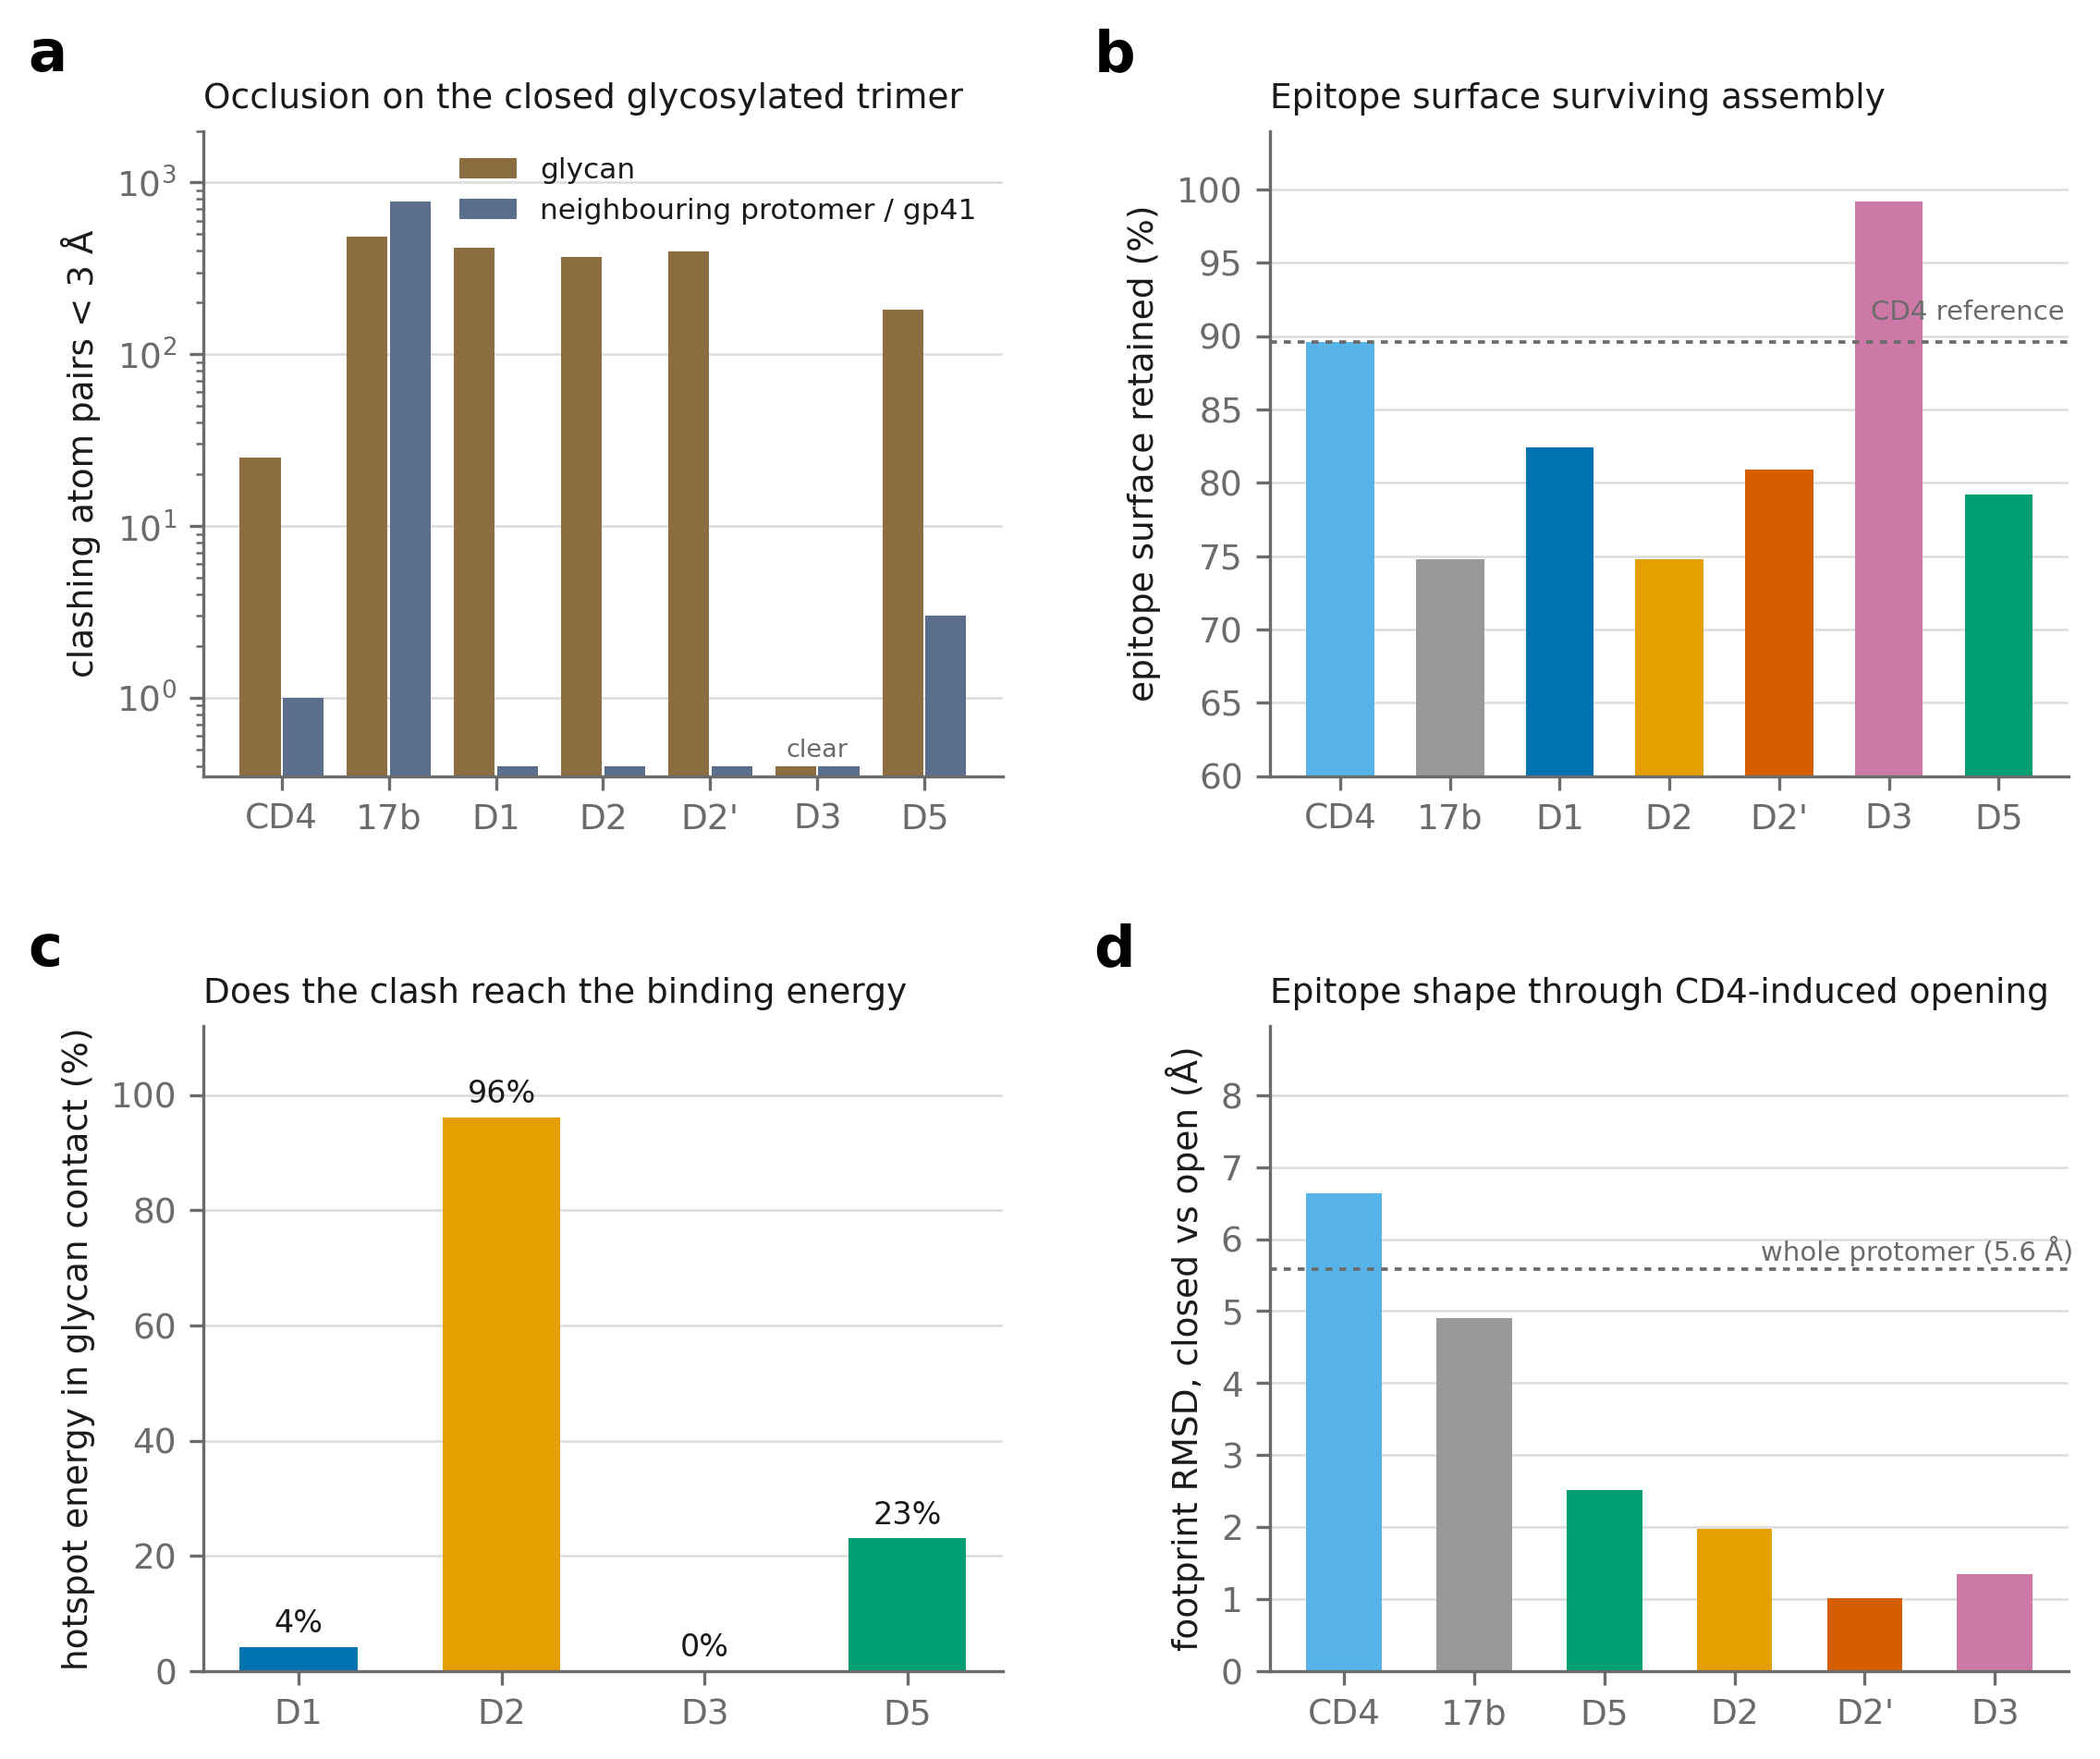 a
Occlusion on the closed glycosylated trimer
clashing atom pairs < 3 Å
10³
10²
10¹
10⁰
glycan
neighbouring protomer / gp41
clear
CD4 17b D1 D2 D2' D3 D5
b
Epitope surface surviving assembly
epitope surface retained (%)
100
95
90
85
80
75
70
65
60
CD4 reference
CD4 17b D1 D2 D2' D3 D5
c
Does the clash reach the binding energy
hotspot energy in glycan contact (%)
100
80
60
40
20
0
4%
96%
0%
23%
D1 D2 D3 D5
d
Epitope shape through CD4-induced opening
footprint RMSD, closed vs open (Å)
8
7
6
5
4
3
2
1
0
whole protomer (5.6 Å)
CD4 17b D5 D2 D2' D3